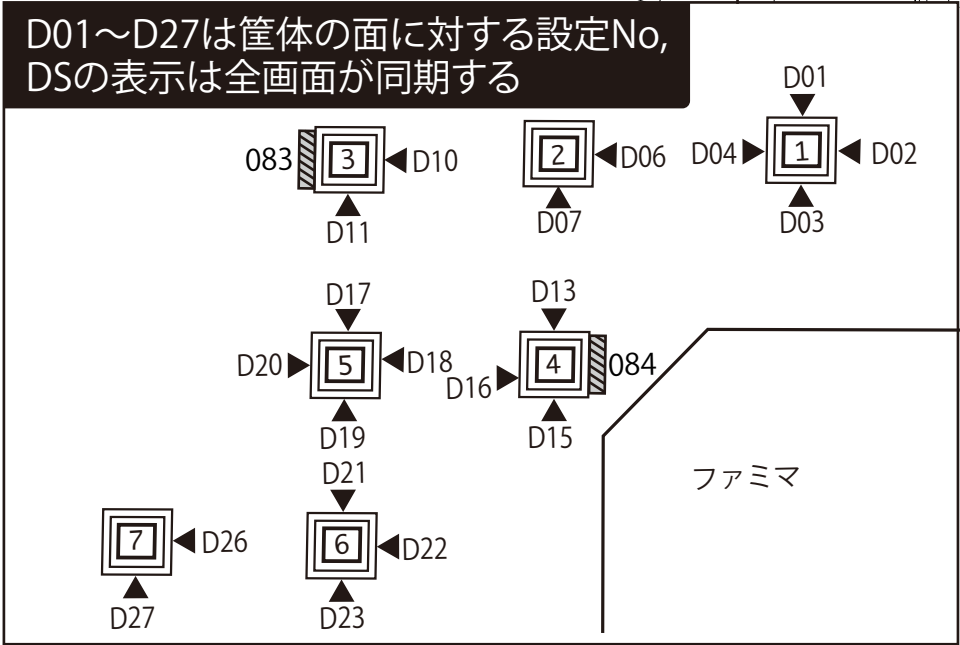 D01～D27は筐体の面に対する設定No,
DSの表示は全画面が同期する
D01
083 3 D10
2 D06
D04 1 D02
D11
D07
D03
D17
D13
D20 5 D18
D16 4 084
D19
D15
D21
ファミマ
7 D26
6 D22
D27
D23